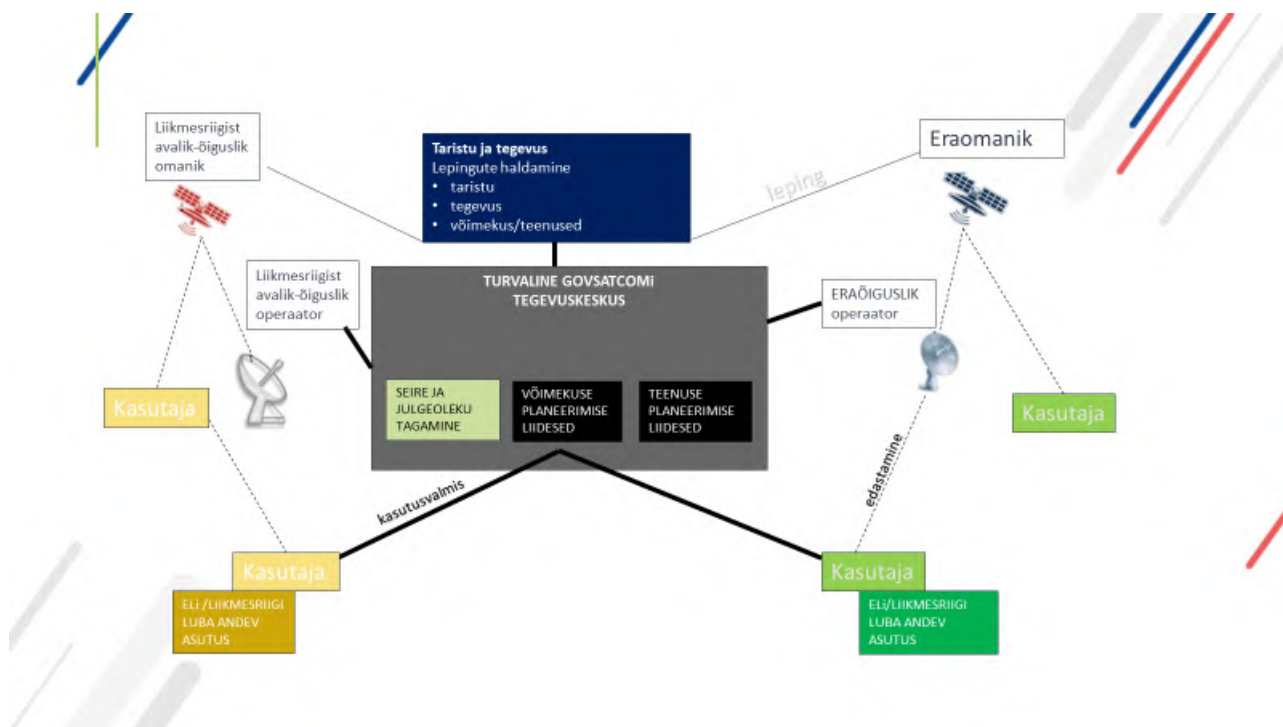 Liikmesriigist
avalik-õiguslik
omanik
Taristu ja tegevus
Lepingute haldamine
• taristu
• tegevus
• võimekus/teenused
leping
Eraomanik
Liikmesriigist
avalik-õiguslik
operaator
TURVALINE GOVSATCOMi
TEGEVUSKESKUS
ERAÕIGUSLIK
operaator
SEIRE JA
JULGEOLEKU
TAGAMINE
VÕIMEKUSE
PLANEERIMISE
LIIDESED
TEENUSE
PLANEERIMISE
LIIDESED
Kasutaja
Kasutaja
kasutusvalmis
edastamine
Kasutaja
Kasutaja
ELi /LIIKMESRIIGI
LUBA ANDEV
ASUTUS
ELi/LIIKMESRIIGI
LUBA ANDEV
ASUTUS